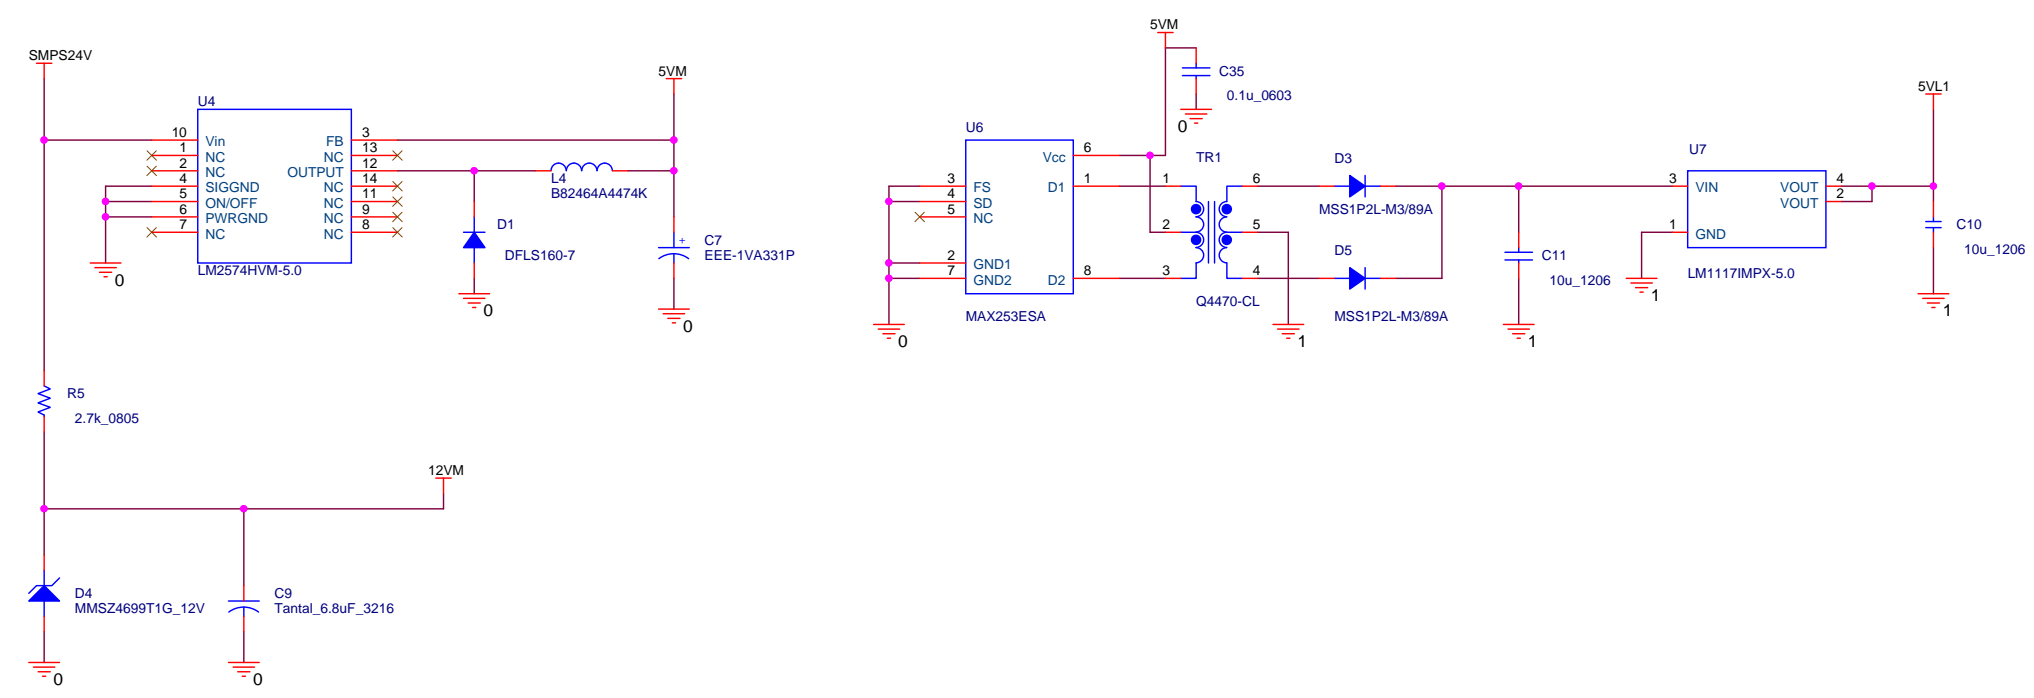 SMPS24V
U4
10 Vin
1 NC
2 NC
4 SIGGND
5 ON/OFF
6 PWRGND
7 NC
FB 3
NC 13
OUTPUT 12
NC 14
NC 11
NC 9
NC 8
LM2574HVM-5.0
0
5VM
L4
B82464A4474K
D1
DFLS160-7
0
C7
EEE-1VA331P
+
0
R5
2.7k_0805
12VM
D4
MMSZ4699T1G_12V
0
C9
Tantal_6.8uF_3216
0
5VM
C35
0.1u_0603
0
U6
3 FS
4 SD
5 NC
2 GND1
7 GND2
Vcc 6
D1 1
D2 8
MAX253ESA
0
TR1
1
2
3
6
5
4
Q4470-CL
1
D3
MSS1P2L-M3/89A
D5
MSS1P2L-M3/89A
C11
10u_1206
1
U7
3 VIN
1 GND
VOUT 4
VOUT 2
LM1117IMPX-5.0
1
5VL1
C10
10u_1206
1